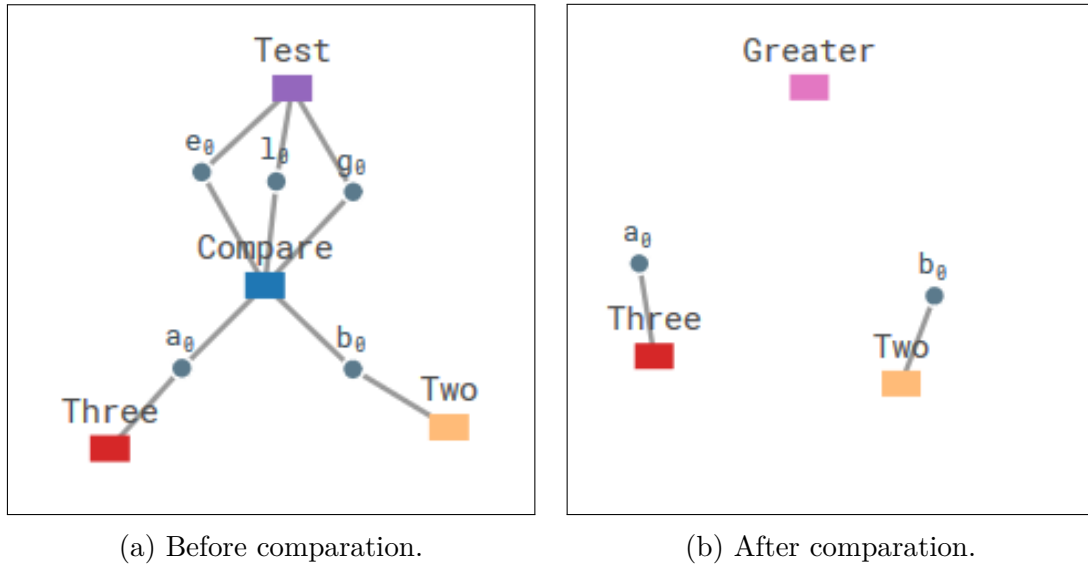 Test
e₀
l₀
g₀
Compare
a₀
b₀
Three
Two
(a) Before comparation.
Greater
a₀
b₀
Three
Two
(b) After comparation.